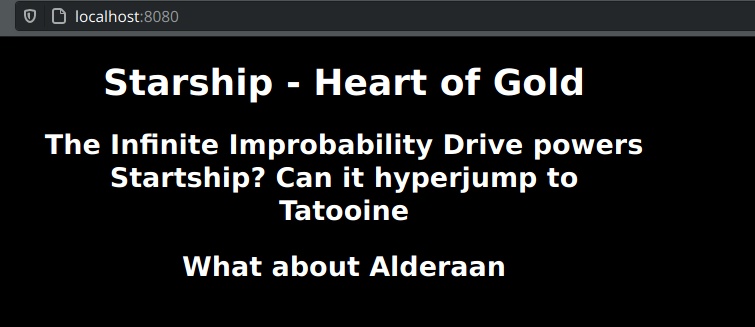 localhost:8080
Starship - Heart of Gold
The Infinite Improbability Drive powers
Startship? Can it hyperjump to
Tatooine
What about Alderaan